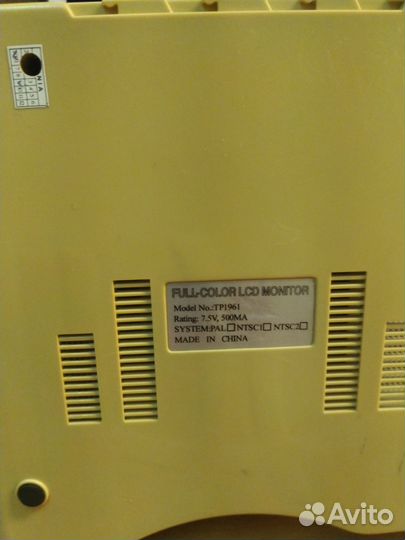 FULL-COLOR LCD MONITOR
Model No.:TP1961
Rating: 7.5V, 500MA
SYSTEM:PAL☐NTSC1☐ NTSC2☐
MADE IN CHINA
Avito